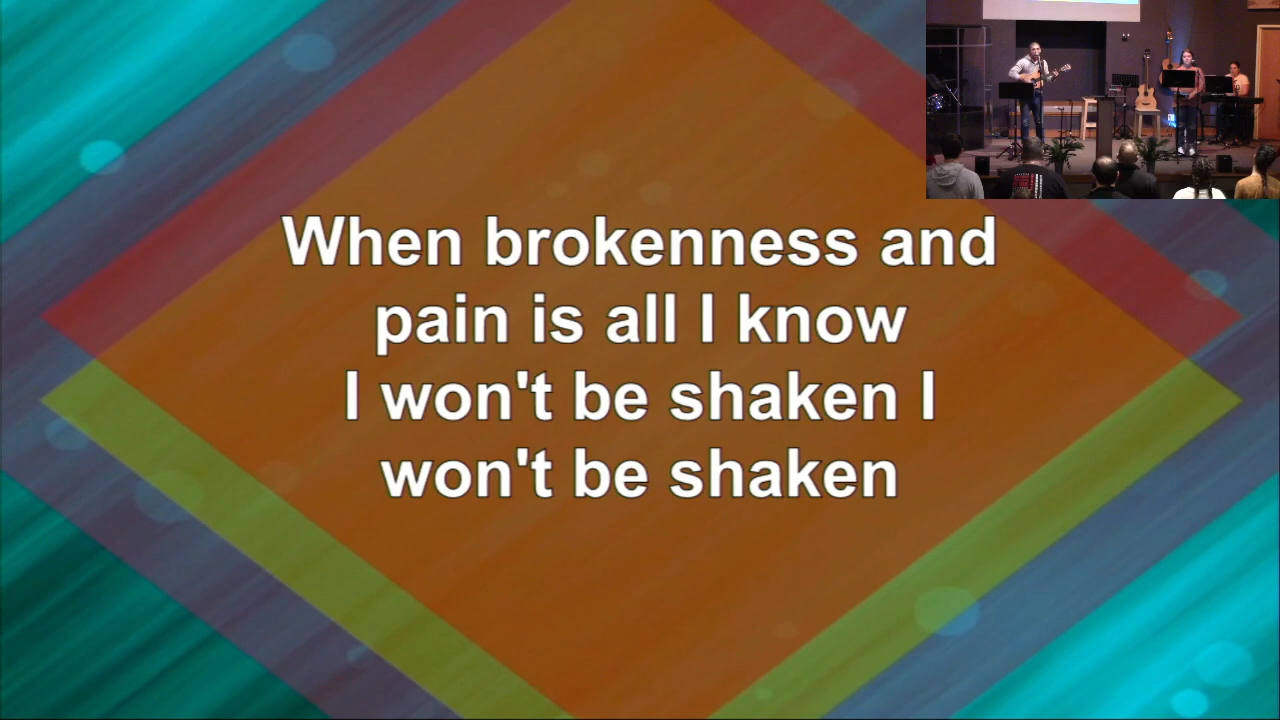 When brokenness and
pain is all I know
I won't be shaken I
won't be shaken